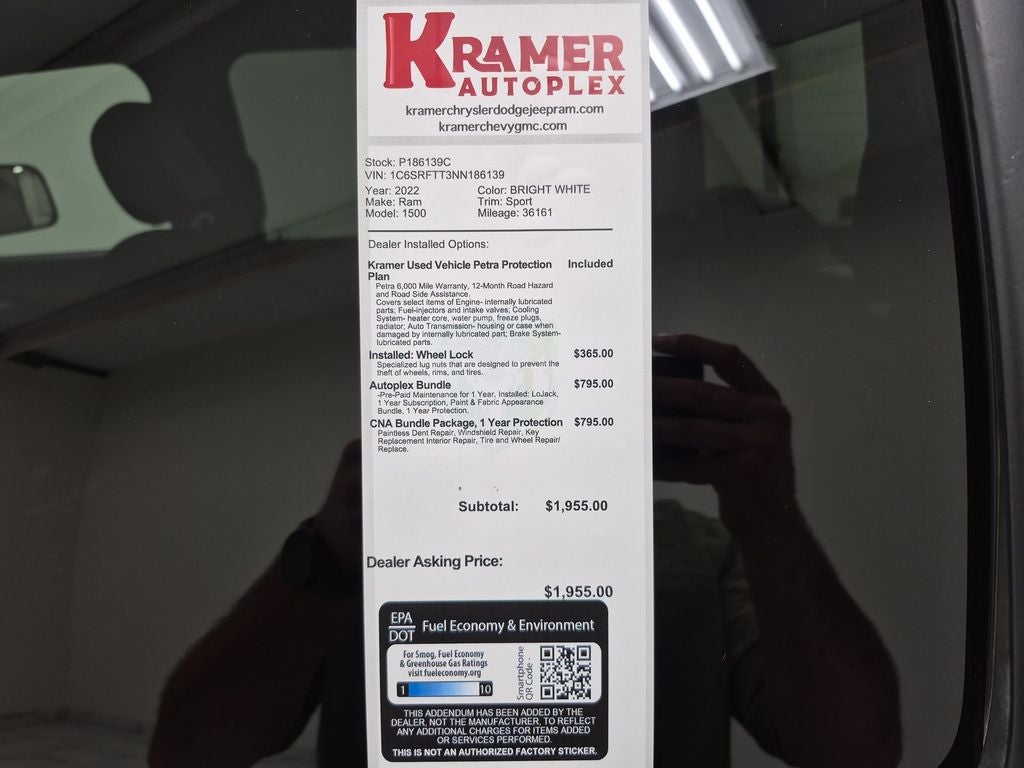 KRAMER
AUTOPLEX
kramerchryslerdodgejeepram.com
kramerchevygmc.com
Stock: P186139C
VIN: 1C6SRFTT3NN186139
Year: 2022 Color: BRIGHT WHITE
Make: Ram Trim: Sport
Model: 1500 Mileage: 36161
Dealer Installed Options:
Kramer Used Vehicle Petra Protection Included
Plan
Petra 6,000 Mile Warranty, 12-Month Road Hazard
and Road Side Assistance.
Covers select items of Engine- internally lubricated
parts; Fuel-injectors and intake valves; Cooling
System- heater core, water pump, freeze plugs,
radiator; Auto Transmission- housing or case when
damaged by internally lubricated part; Brake System-
lubricated parts.
Installed: Wheel Lock $365.00
Specialized lug nuts that are designed to prevent the
theft of wheels, rims, and tires.
Autoplex Bundle $795.00
-Pre-Paid Maintenance for 1 Year, Installed: LoJack,
1 Year Subscription, Paint & Fabric Appearance
Bundle, 1 Year Protection.
CNA Bundle Package, 1 Year Protection $795.00
Paintless Dent Repair, Windshield Repair, Key
Replacement Interior Repair, Tire and Wheel Repair/
Replace.
Subtotal: $1,955.00
Dealer Asking Price:
$1,955.00
EPA
DOT Fuel Economy & Environment
For Smog, Fuel Economy
& Greenhouse Gas Ratings
visit fueleconomy.org
1 10
Smartphone
QR Code -
THIS ADDENDUM HAS BEEN ADDED BY THE
DEALER, NOT THE MANUFACTURER, TO REFLECT
ANY ADDITIONAL CHARGES FOR ITEMS ADDED
OR SERVICES PERFORMED.
THIS IS NOT AN AUTHORIZED FACTORY STICKER.